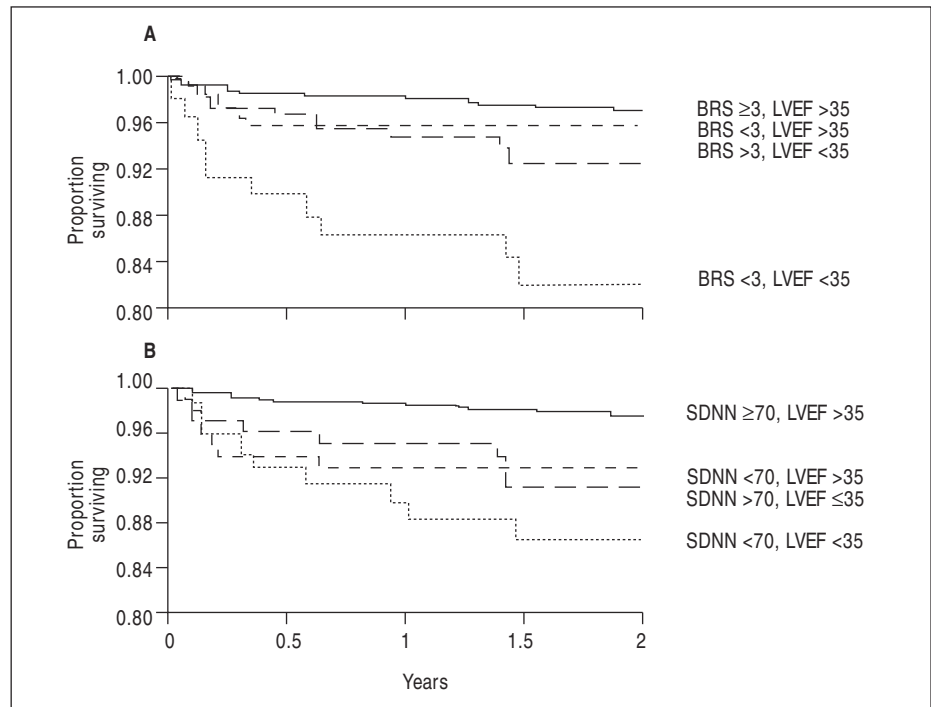 A
1.00
0.96
0.92
0.88
0.84
0.80
Proportion
surviving
BRS ≥3, LVEF >35
BRS <3, LVEF >35
BRS >3, LVEF <35
BRS <3, LVEF <35
B
1.00
0.96
0.92
0.88
0.84
0.80
Proportion
surviving
SDNN ≥70, LVEF >35
SDNN <70, LVEF >35
SDNN >70, LVEF ≤35
SDNN <70, LVEF <35
0 0.5 1 1.5 2
Years